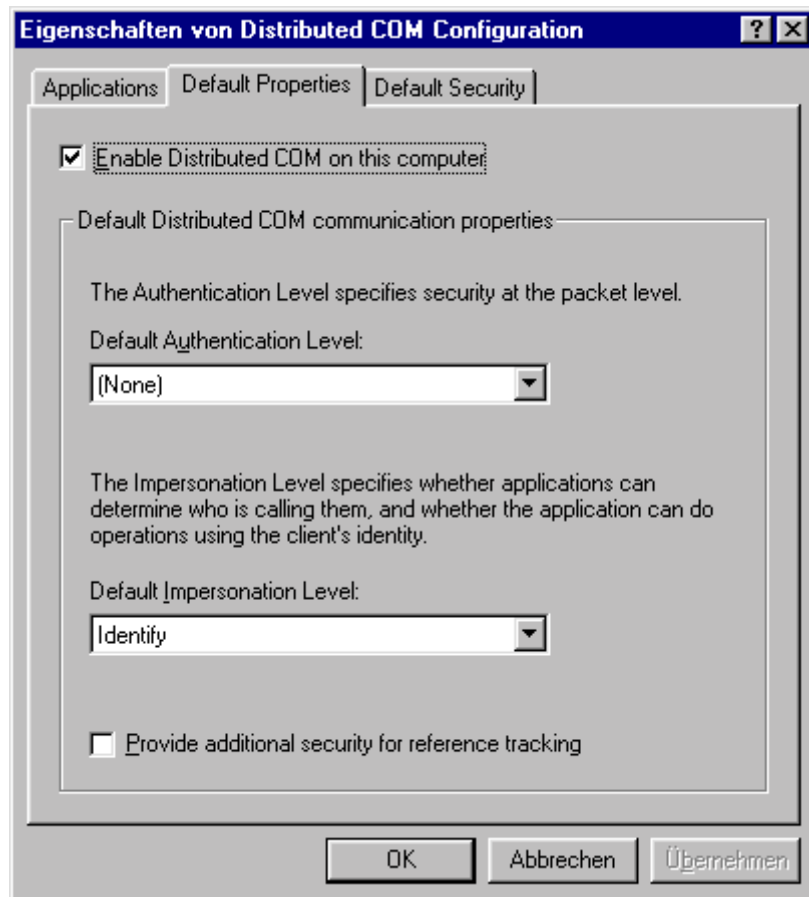 Eigenschaften von Distributed COM Configuration
Applications
Default Properties
Default Security
Enable Distributed COM on this computer
Default Distributed COM communication properties
The Authentication Level specifies security at the packet level.
Default Authentication Level:
(None)
The Impersonation Level specifies whether applications can
determine who is calling them, and whether the application can do
operations using the client's identity.
Default Impersonation Level:
Identify
Provide additional security for reference tracking
OK
Abbrechen
Übernehmen